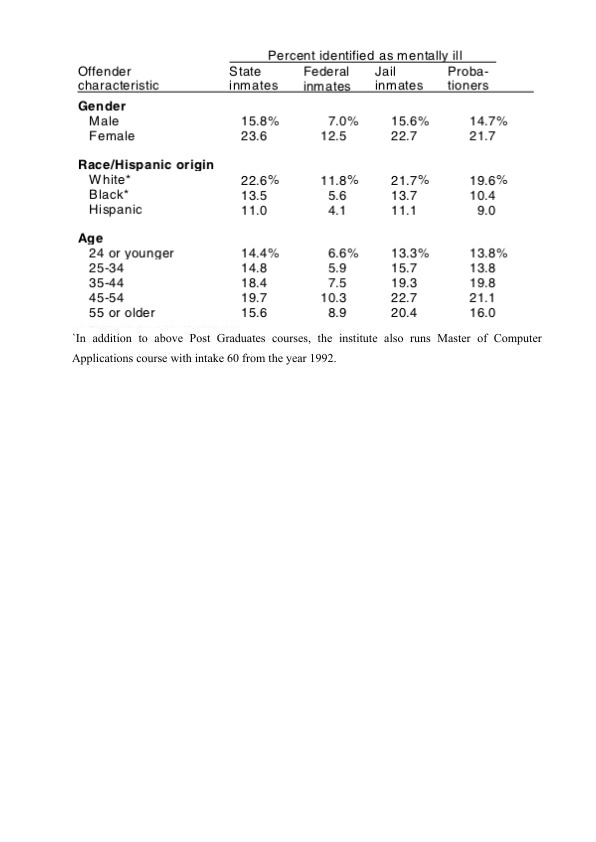 Percent identified as mentally ill
Offender State Federal Jail Proba-
characteristic inmates inmates inmates tioners
Gender
Male 15.8% 7.0% 15.6% 14.7%
Female 23.6 12.5 22.7 21.7
Race/Hispanic origin
White* 22.6% 11.8% 21.7% 19.6%
Black* 13.5 5.6 13.7 10.4
Hispanic 11.0 4.1 11.1 9.0
Age
24 or younger 14.4% 6.6% 13.3% 13.8%
25-34 14.8 5.9 15.7 13.8
35-44 18.4 7.5 19.3 19.8
45-54 19.7 10.3 22.7 21.1
55 or older 15.6 8.9 20.4 16.0
`In addition to above Post Graduates courses, the institute also runs Master of Computer
Applications course with intake 60 from the year 1992.